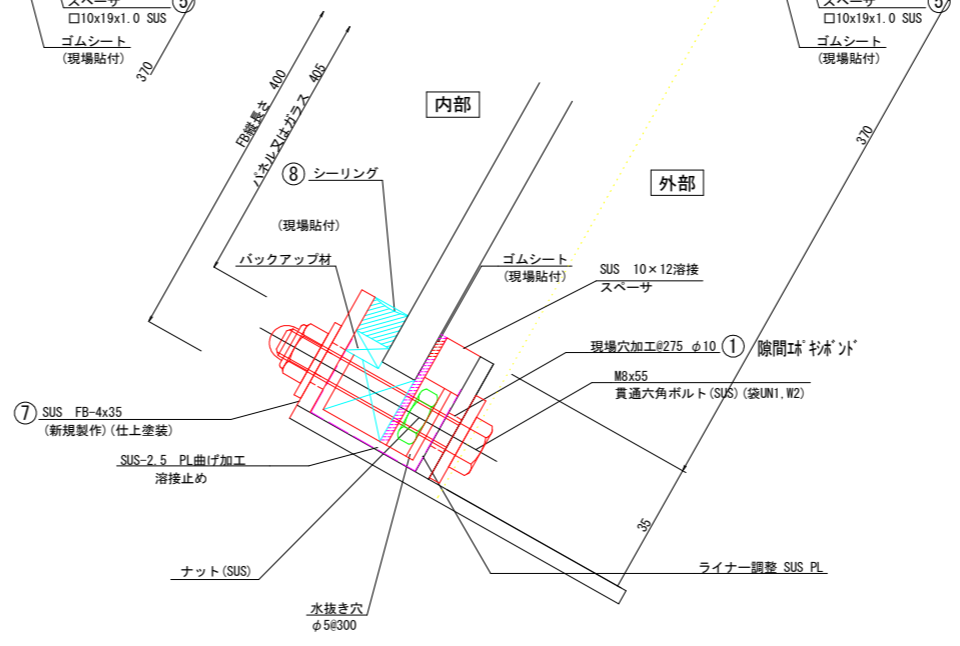 スペーサ
⑤
□10x19x1.0 SUS
ゴムシート
(現場貼付)
370
スペーサ
⑤
□10x19x1.0 SUS
ゴムシート
(現場貼付)
370
FB縦長さ 400
パネル又はガラス 405
内部
外部
⑧ シーリング
(現場貼付)
バックアップ材
ゴムシート
(現場貼付)
SUS 10×12溶接
スペーサ
現場穴加工@275 φ10 ① 隙間エポキシボンド
M8x55
貫通六角ボルト(SUS)(袋UN1,W2)
⑦ SUS FB-4x35
(新規製作)(仕上塗装)
SUS-2.5 PL曲げ加工
溶接止め
35
ナット(SUS)
ライナー調整 SUS PL
水抜き穴
φ5@300